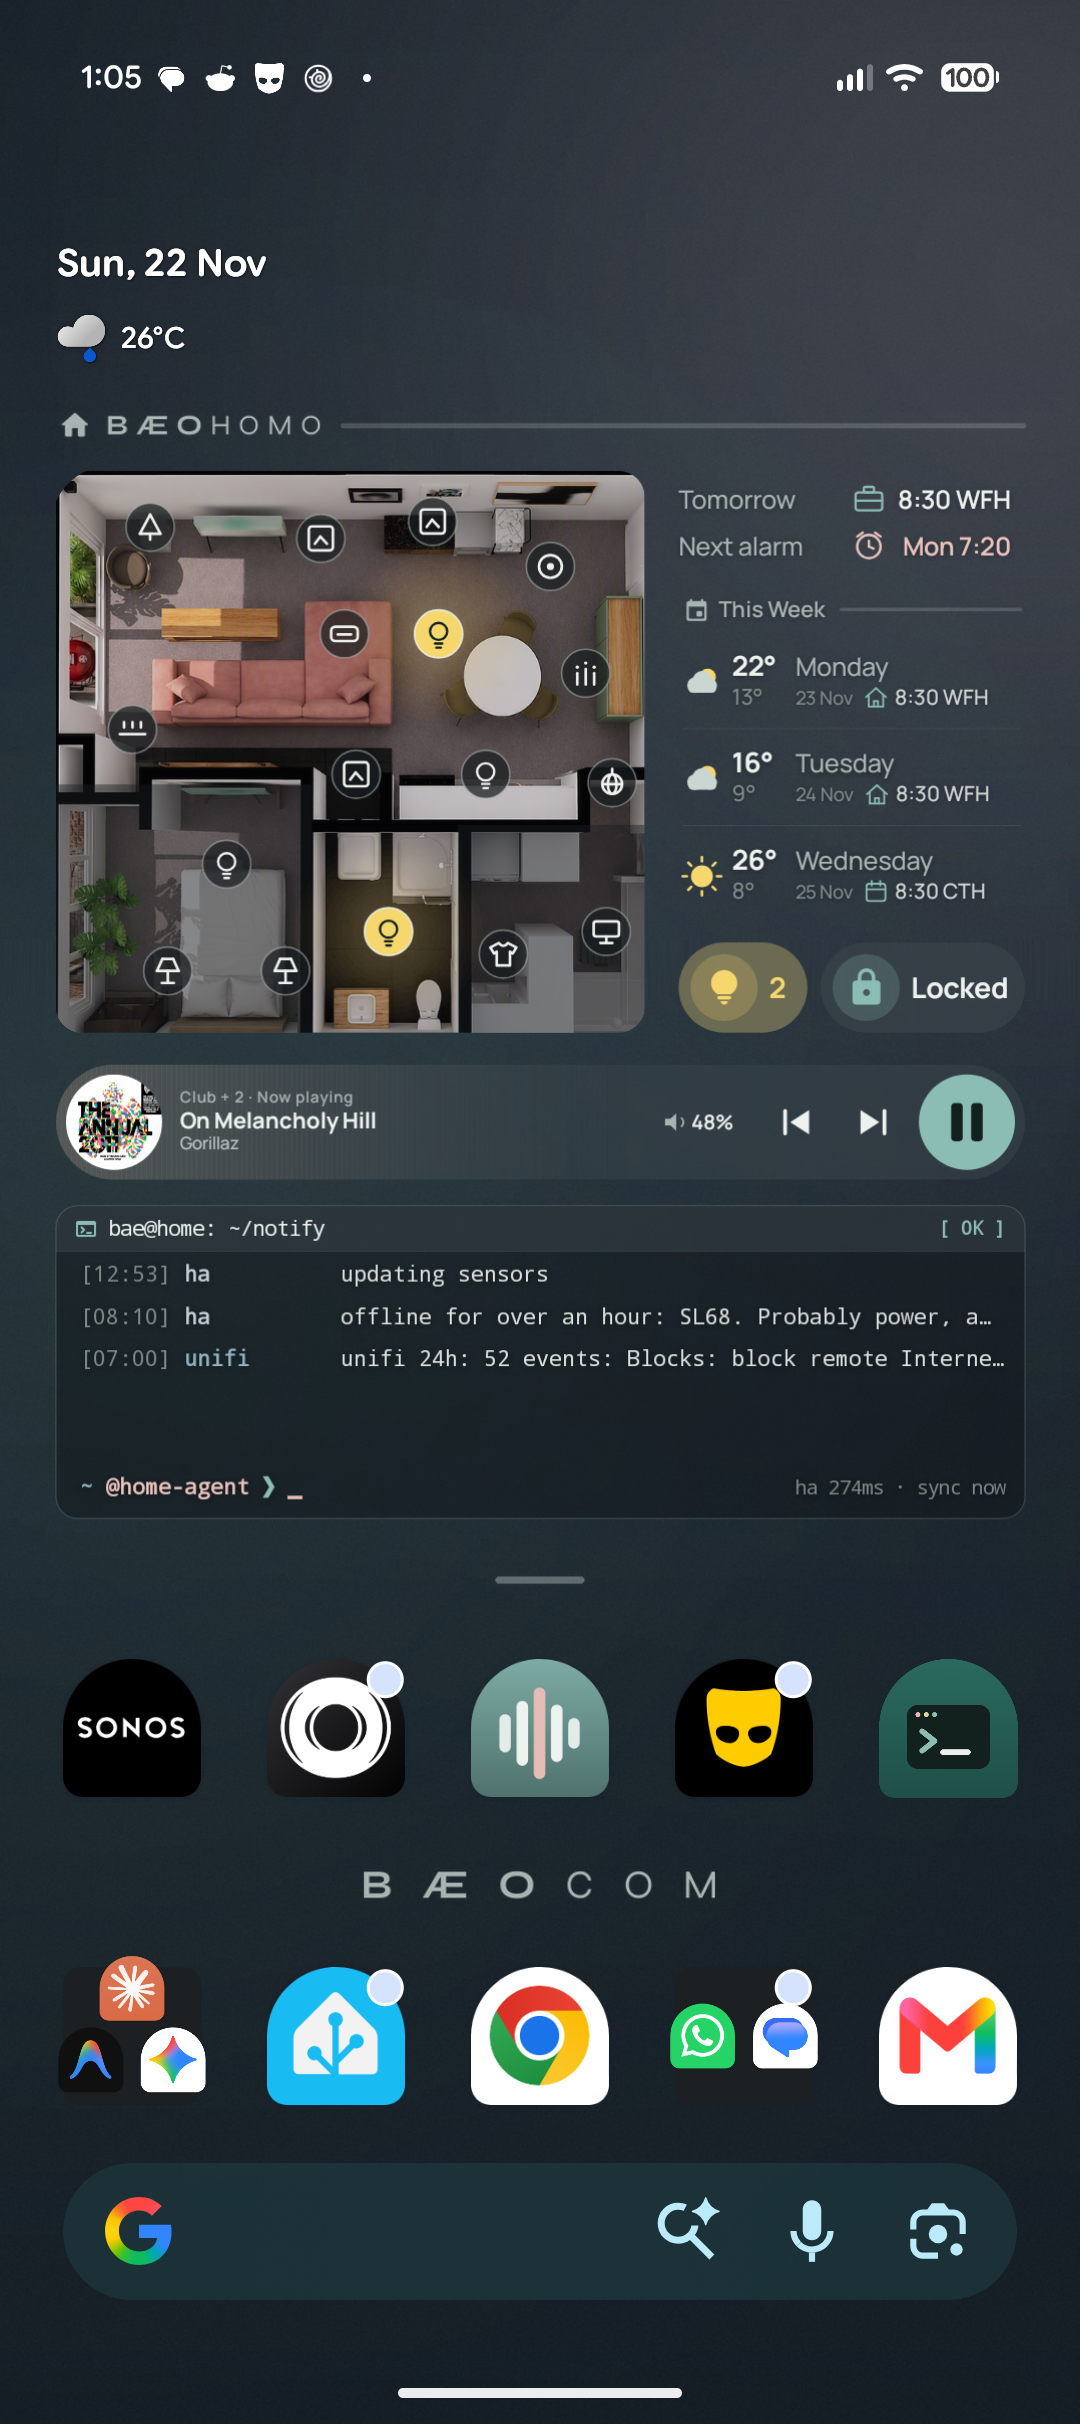 1:05
100
Sun, 22 Nov
26°C
BÆOHOMO
Tomorrow 8:30 WFH
Next alarm Mon 7:20
This Week
22° Monday
13° 23 Nov 8:30 WFH
16° Tuesday
9° 24 Nov 8:30 WFH
26° Wednesday
8° 25 Nov 8:30 CTH
2 Locked
THE
ANNUAL
2011
Club + 2 · Now playing
On Melancholy Hill
Gorillaz
48%
bae@home: ~/notify [ OK ]
[12:53] ha updating sensors
[08:10] ha offline for over an hour: SL68. Probably power, a…
[07:00] unifi unifi 24h: 52 events: Blocks: block remote Interne…
~ @home-agent ❯ _ ha 274ms · sync now
SONOS
BÆOCOM